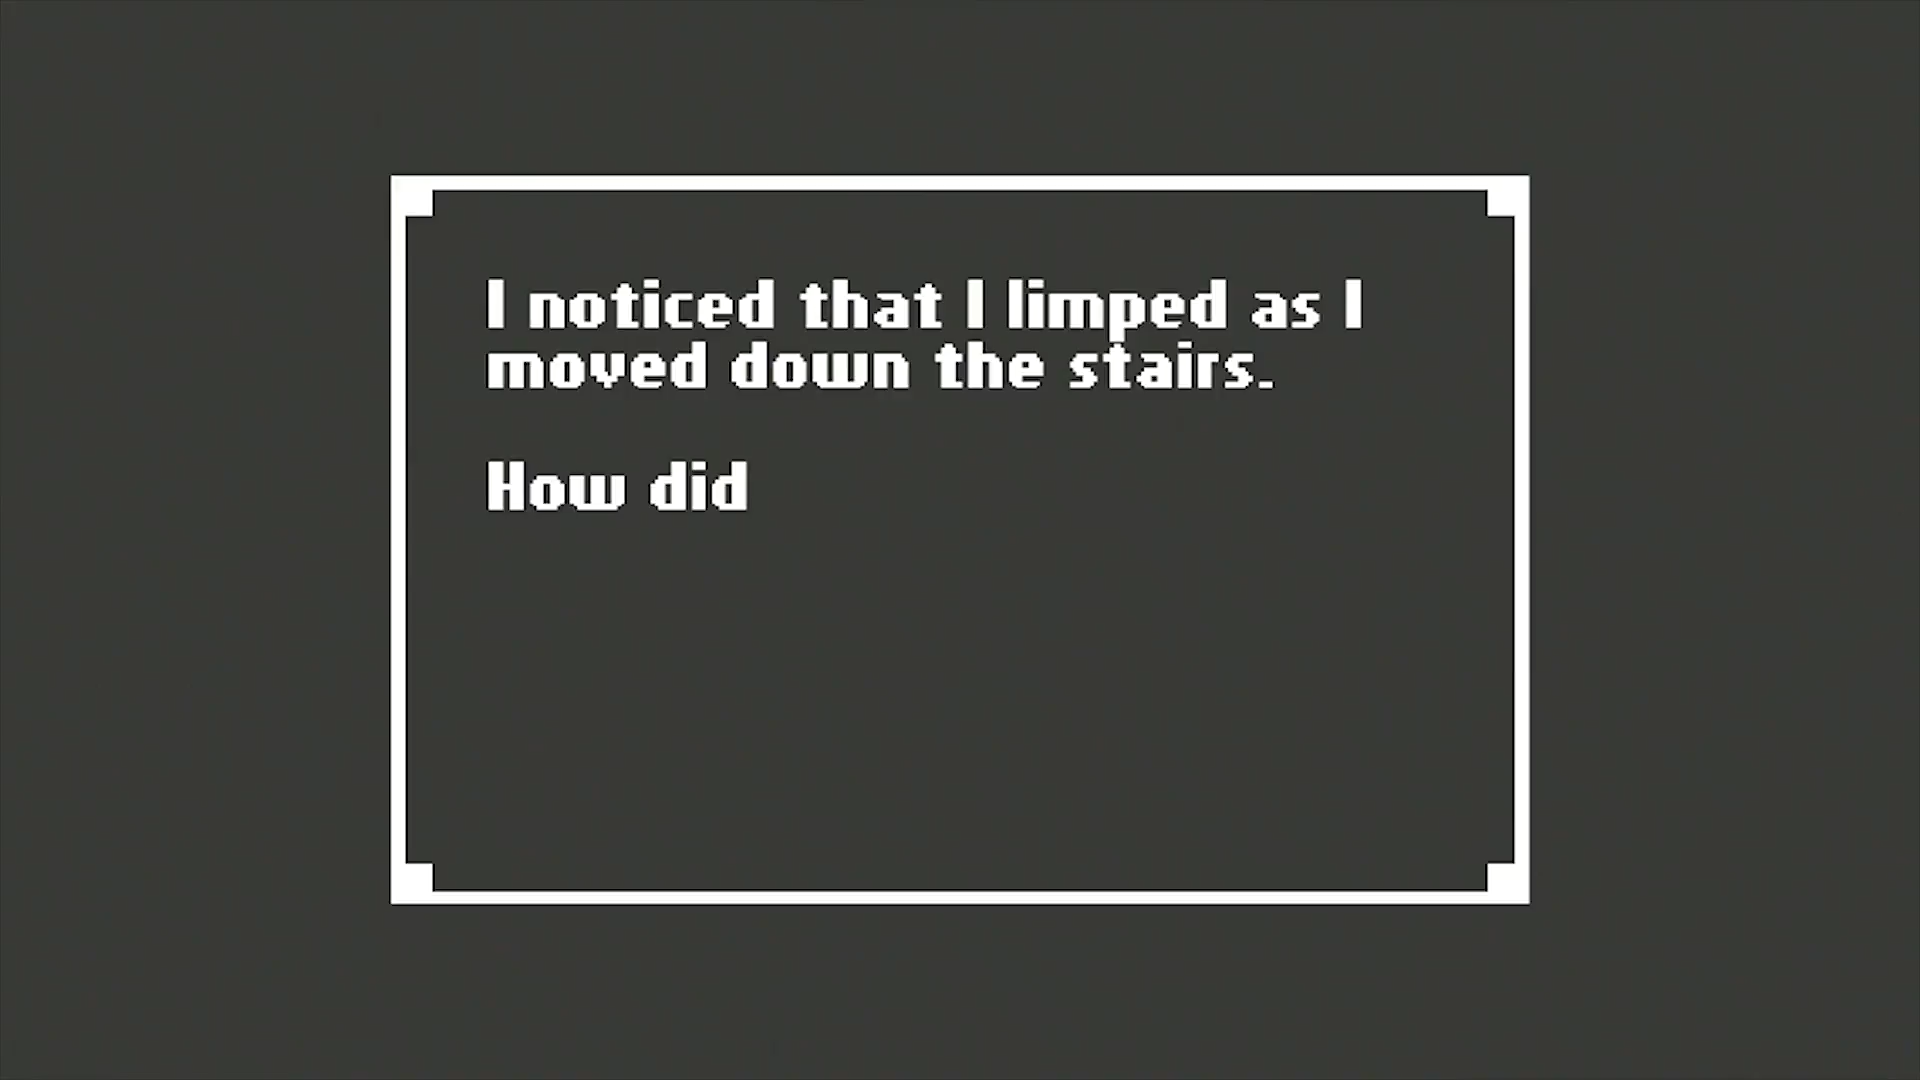 I noticed that I limped as I
moved down the stairs.
How did